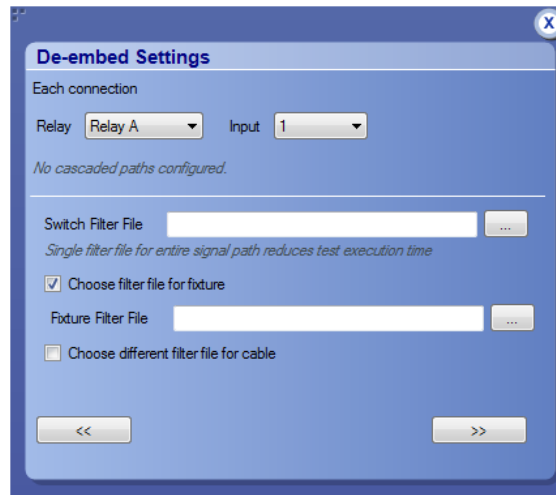 X
De-embed Settings
Each connection
Relay Relay A Input 1
No cascaded paths configured.
Switch Filter File ...
Single filter file for entire signal path reduces test execution time
Choose filter file for fixture
Fixture Filter File ...
Choose different filter file for cable
<< >>